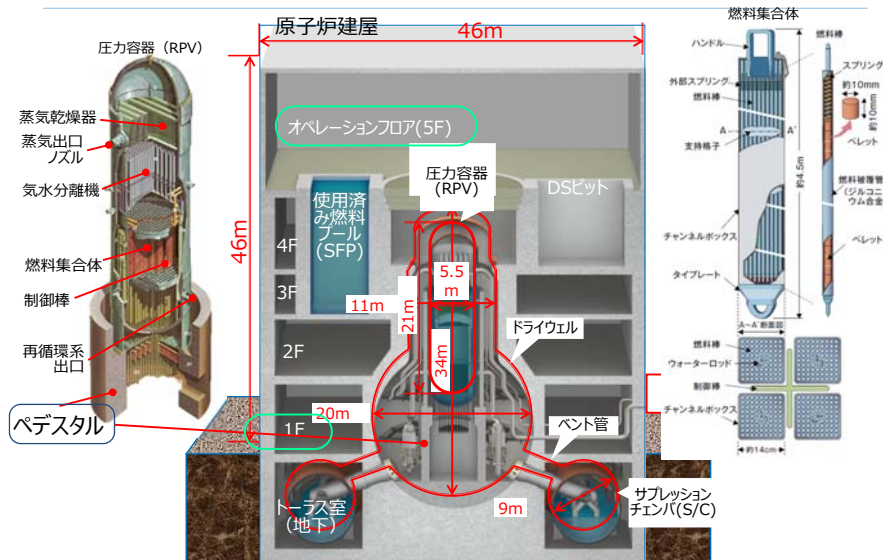 原子炉建屋
46m
46m
オペレーションフロア(5F)
圧力容器
(RPV)
DSピット
使用済
み燃料
プール
(SFP)
4F
3F
2F
1F
5.5
m
11m
21m
34m
20m
9m
ドライウェル
ベント管
サプレッション
チェンバ(S/C)
トーラス室
(地下)
圧力容器（RPV）
蒸気乾燥器
蒸気出口
ノズル
気水分離機
燃料集合体
制御棒
再循環系
出口
ペデスタル
燃料集合体
ハンドル
外部スプリング
燃料棒
A
A'
支持格子
チャンネルボックス
タイプレート
約4.5m
燃料棒
スプリング
約10mm
約10mm
ペレット
燃料被覆管
(ジルコニ
ウム合金)
ペレット
A～A'断面図
燃料棒
ウォーターロッド
制御棒
チャンネルボックス
約14cm